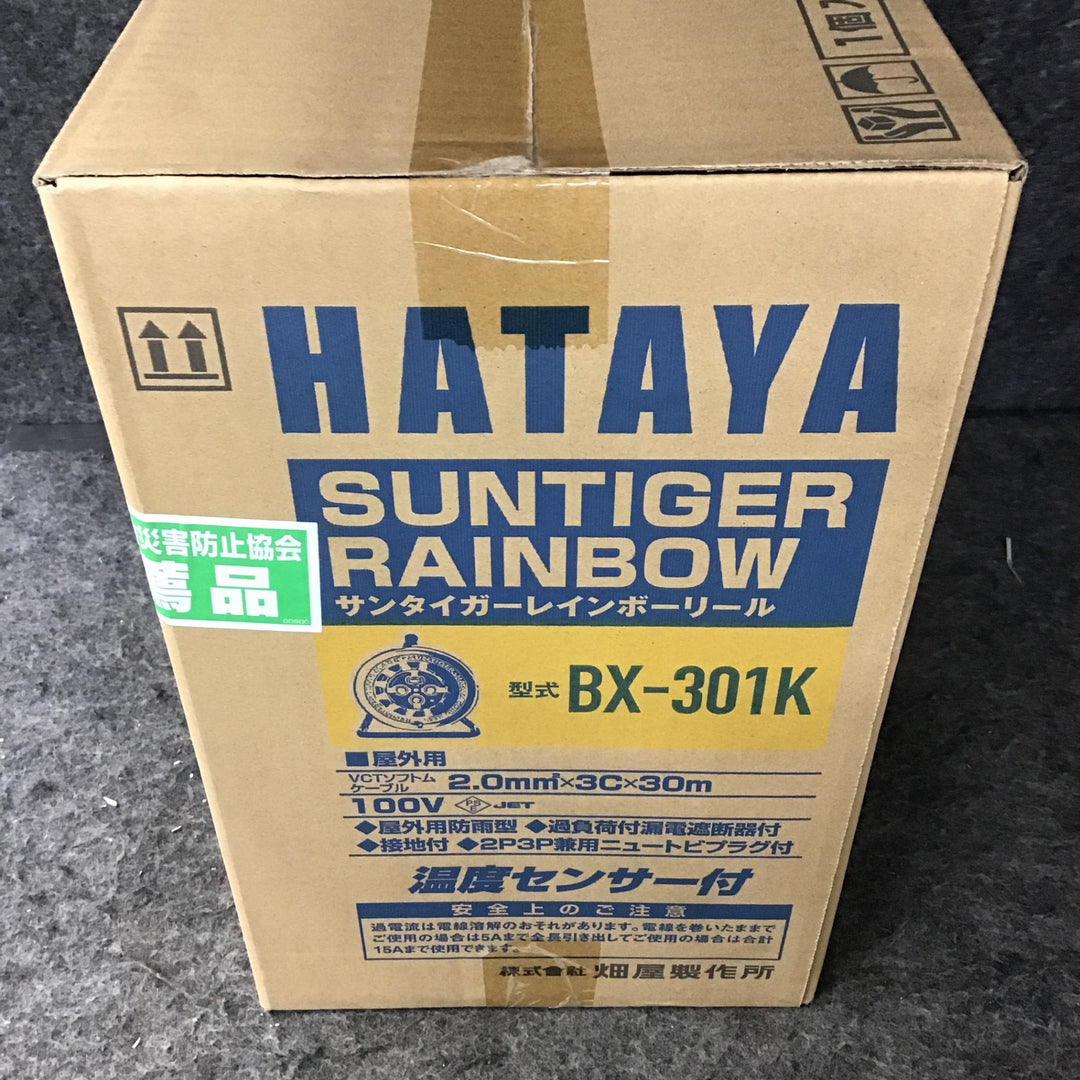 1個
HATAYA
SUNTIGER
RAINBOW
サンタイガーレインボーリール
災害防止協会
薦品
型式 BX-301K
■屋外用
VCTソフトム
ケーブル 2.0m㎡×3C×30m
100V PSE JET
◆屋外用防雨型 ◆過負荷付漏電遮断器付
◆接地付 ◆2P3P兼用ニュートビプラグ付
温度センサー付
安全上のご注意
過電流は電線溶解のおそれがあります。電線を巻いたままで
ご使用の場合は5Aまで全長引き出してご使用の場合は合計
15Aまで使用できます。
株式会社 畑屋製作所